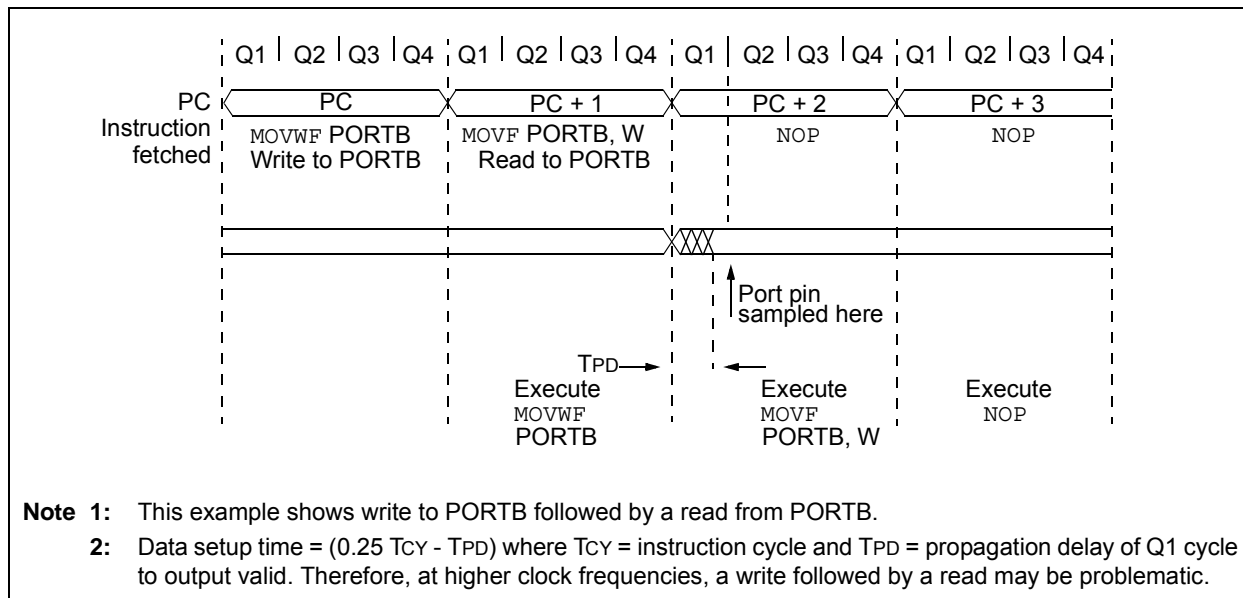 Q1 Q2 Q3 Q4 Q1 Q2 Q3 Q4 Q1 Q2 Q3 Q4 Q1 Q2 Q3 Q4
PC PC PC + 1 PC + 2 PC + 3
Instruction MOVWF PORTB MOVF PORTB, W NOP NOP
fetched Write to PORTB Read to PORTB
Port pin
sampled here
TPD
Execute Execute Execute
MOVWF MOVF NOP
PORTB PORTB, W
Note 1: This example shows write to PORTB followed by a read from PORTB.
2: Data setup time = (0.25 TCY - TPD) where TCY = instruction cycle and TPD = propagation delay of Q1 cycle
to output valid. Therefore, at higher clock frequencies, a write followed by a read may be problematic.